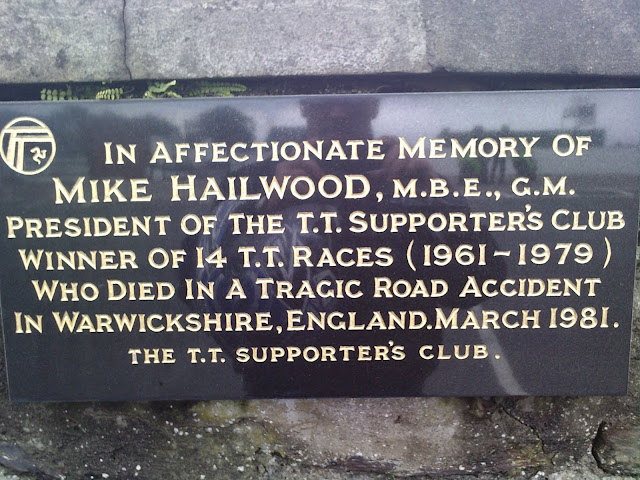 TT
IN AFFECTIONATE MEMORY OF
MIKE HAILWOOD, M.B.E., G.M.
PRESIDENT OF THE T.T. SUPPORTER'S CLUB
WINNER OF 14 T.T. RACES (1961-1979)
WHO DIED IN A TRAGIC ROAD ACCIDENT
IN WARWICKSHIRE, ENGLAND. MARCH 1981.
THE T.T. SUPPORTER'S CLUB.